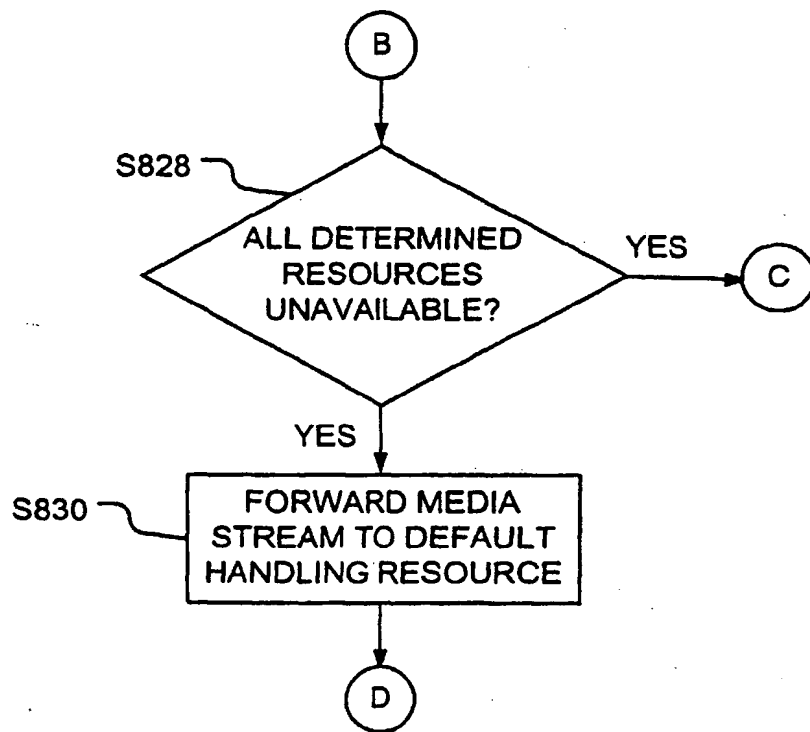 B
S828
ALL DETERMINED
RESOURCES
UNAVAILABLE?
YES
C
YES
S830
FORWARD MEDIA
STREAM TO DEFAULT
HANDLING RESOURCE
D